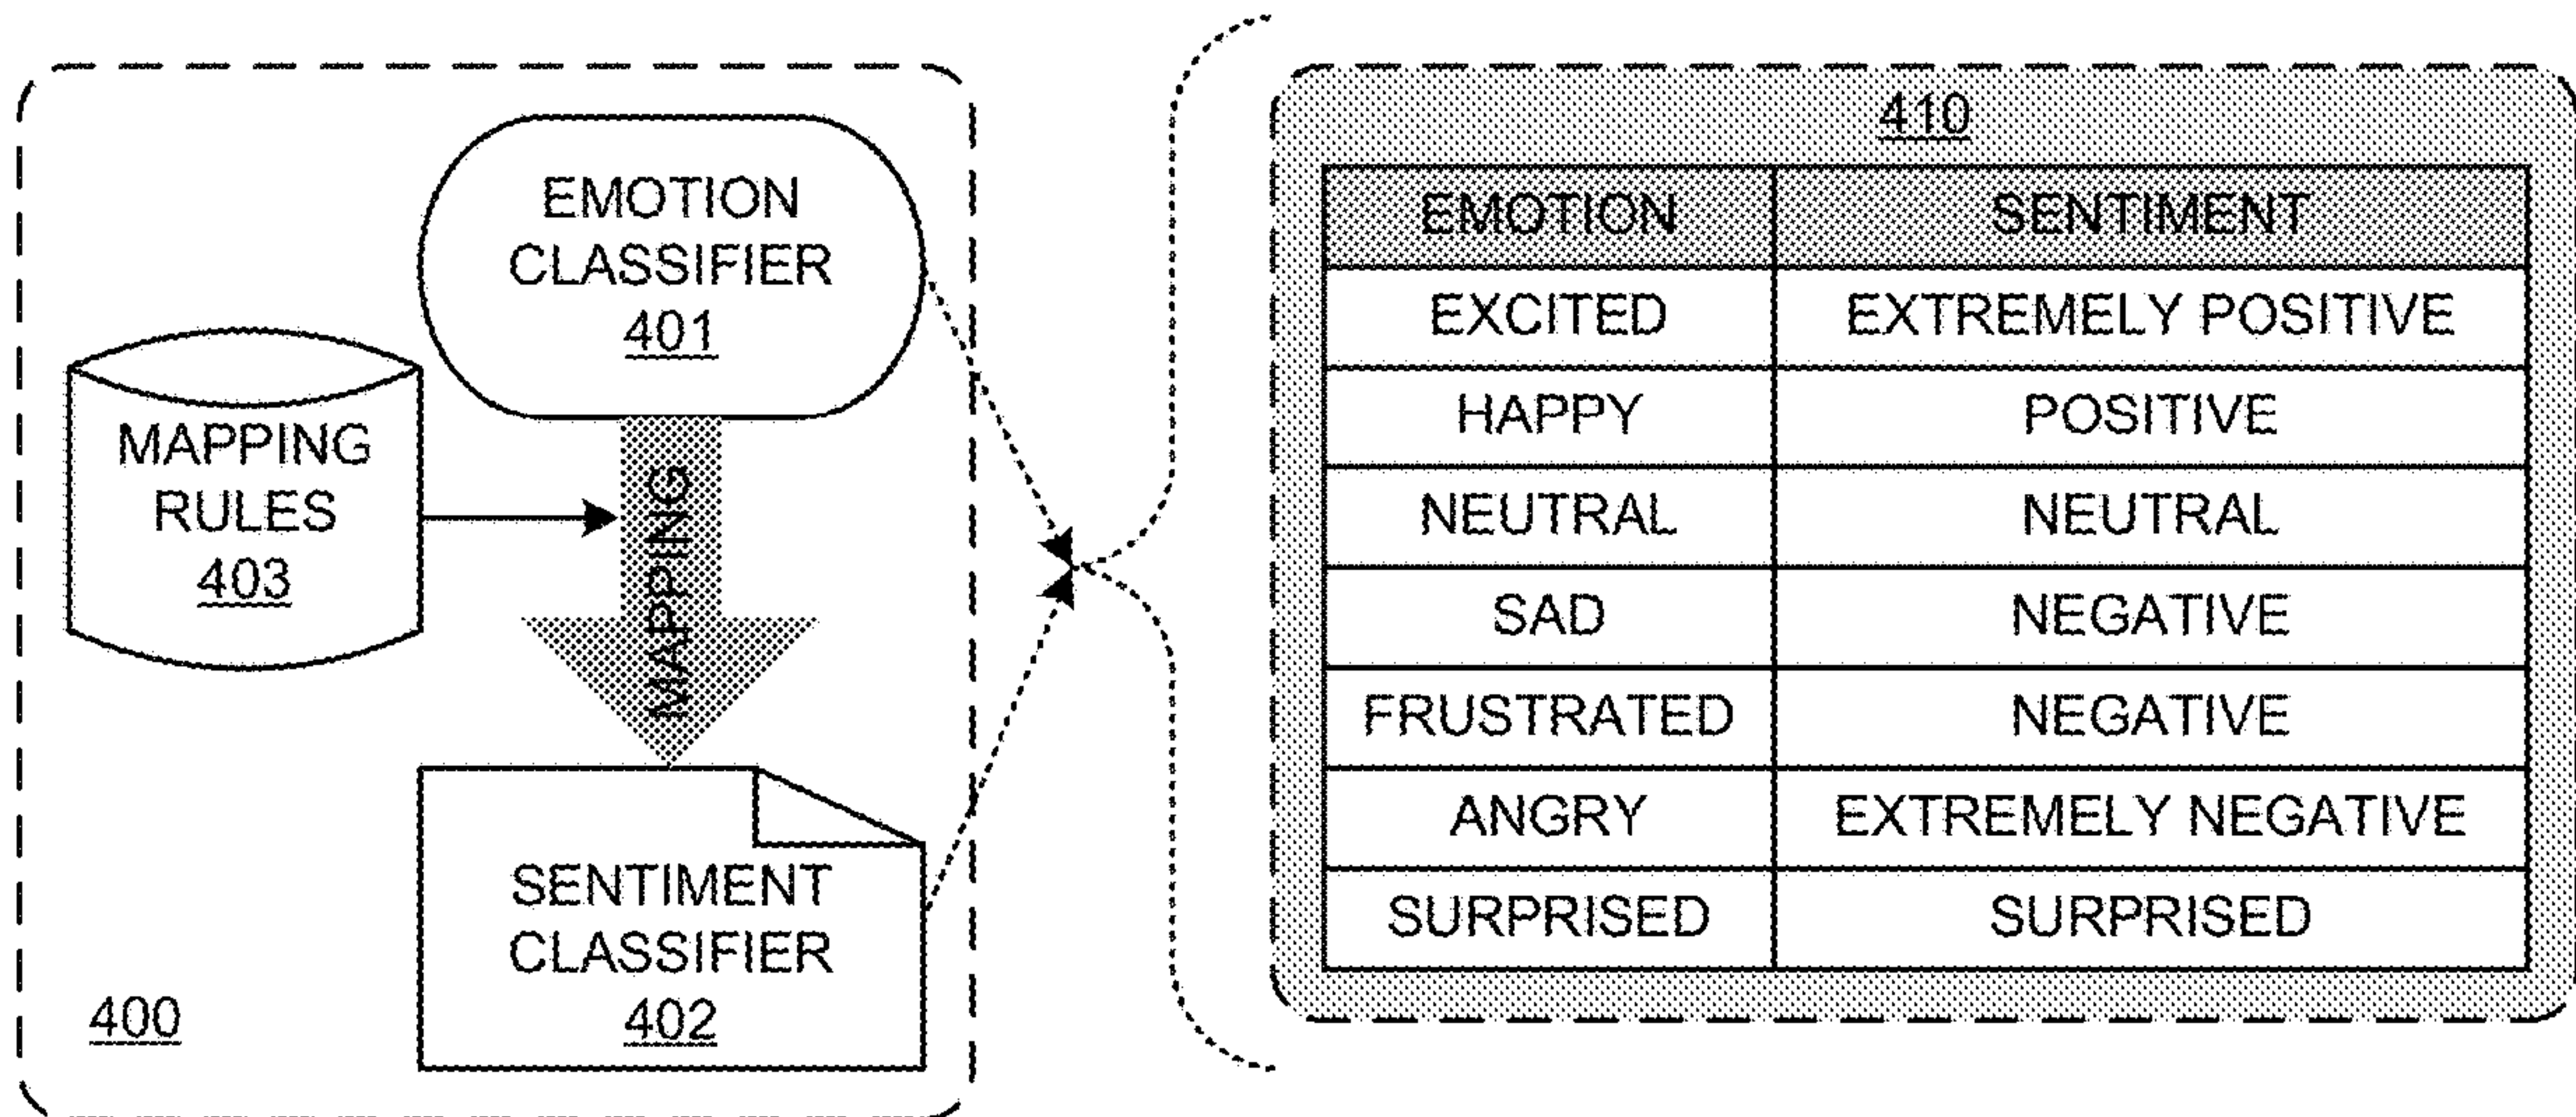 EMOTION
CLASSIFIER
401
MAPPING
RULES
403
MAPPING
SENTIMENT
CLASSIFIER
402
400
410
EMOTION SENTIMENT
EXCITED EXTREMELY POSITIVE
HAPPY POSITIVE
NEUTRAL NEUTRAL
SAD NEGATIVE
FRUSTRATED NEGATIVE
ANGRY EXTREMELY NEGATIVE
SURPRISED SURPRISED